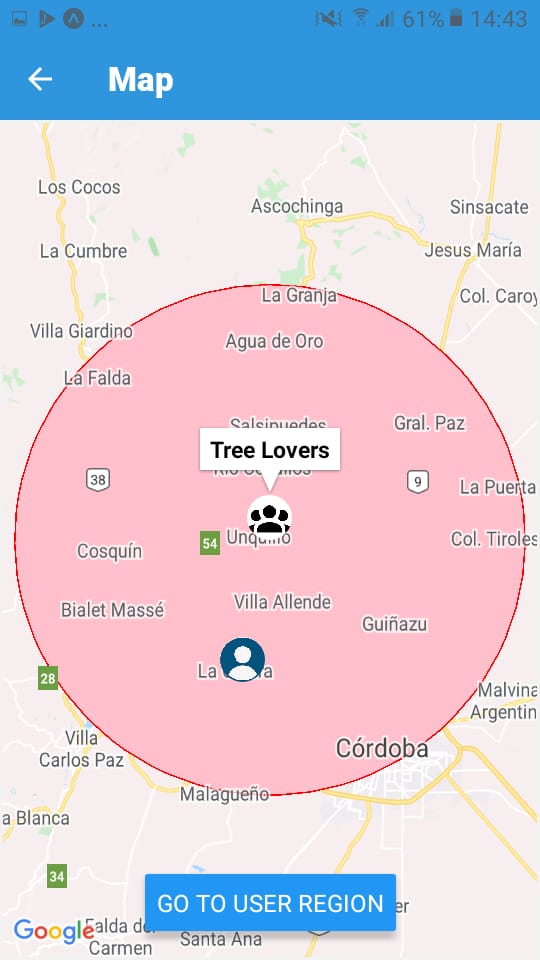 ... 61% 14:43
Map
Los Cocos
Ascochinga
Sinsacate
La Cumbre
Jesus María
La Granja
Col. Caroy
Villa Giardino
Agua de Oro
La Falda
Gral. Paz
Salsipuedes
Tree Lovers
38
9
La Puerta
54
Unquillo
Col. Tiroles
Cosquín
Bialet Massé
Villa Allende
Guiñazu
La
28
Malvina
Argentin
Villa
Carlos Paz
Córdoba
Malagueño
a Blanca
34
GO TO USER REGION
er
Google
Falda de
Carmen
Santa Ana